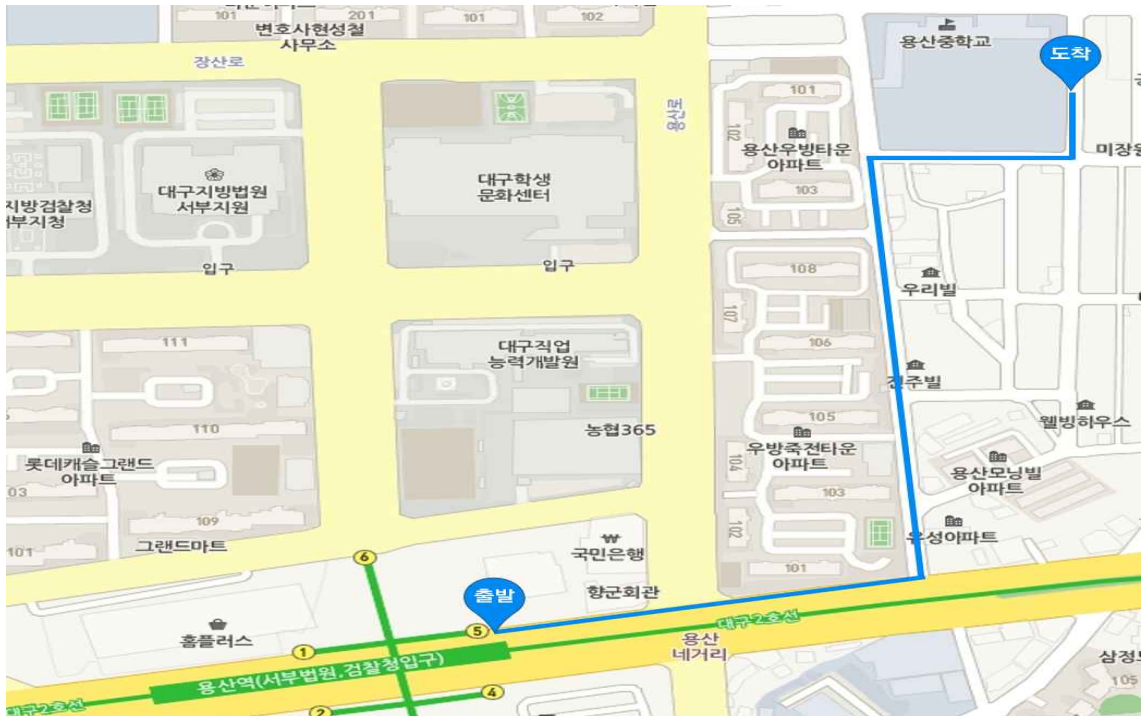 101
201
101
102
변호사현성철
사무소
장산로
용산중학교
도착
용산로
101
102
용산우방타운
아파트
103
105
미장원
대구지방법원
서부지원
대구학생
문화센터
지방검찰청
서부지청
입구
입구
108
107
우리빌
111
대구직업
능력개발원
106
진주빌
110
농협365
105
웰빙하우스
우방죽전타운
아파트
104
롯데캐슬그랜드
아파트
용산모닝빌
아파트
03
103
109
102
우성아파트
101
그랜드마트
국민은행
6
101
출발
향군회관
5
대구2호선
홈플러스
1
용산
네거리
용산역(서부법원,검찰청입구)
삼정
4
105
대구2호선
2